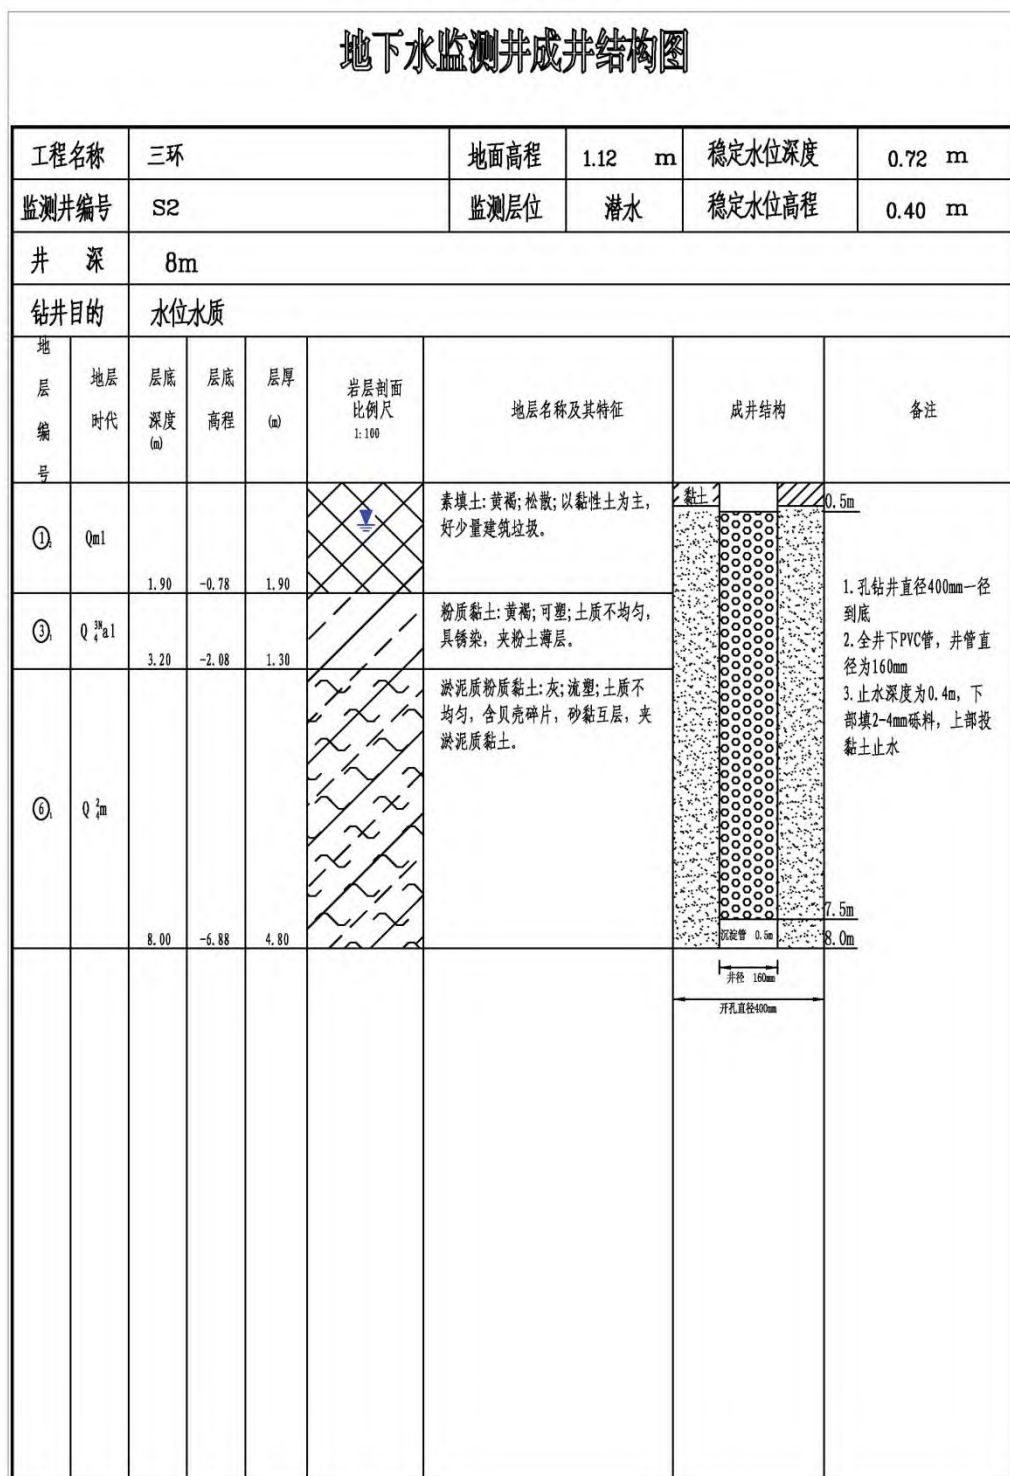 地下水监测井成井结构图
工程名称 三环 地面高程 1.12 m 稳定水位深度 0.72 m
监测井编号 S2 监测层位 潜水 稳定水位高程 0.40 m
井 深 8m
钻井目的 水位水质
地层编号 地层时代 层底深度(m) 层底高程 层厚(m) 岩层剖面比例尺1:100 地层名称及其特征 成井结构 备注
①2 Qml 1.90 -0.78 1.90
素填土:黄褐;松散;以黏性土为主,
好少量建筑垃圾。
黏土
0.5m
③1 Q 3N4 al 3.20 -2.08 1.30
粉质黏土:黄褐;可塑;土质不均匀,
具锈染,夹粉土薄层。
⑥1 Q 24 m 8.00 -6.88 4.80
淤泥质粉质黏土:灰;流塑;土质不
均匀,含贝壳碎片,砂黏互层,夹
淤泥质黏土。
1.孔钻井直径400mm一径
到底
2.全井下PVC管,井管直
径为160mm
3.止水深度为0.4m,下
部填2-4mm砾料,上部投
黏土止水
7.5m
沉淀管 0.5m
8.0m
井径 160mm
开孔直径400mm